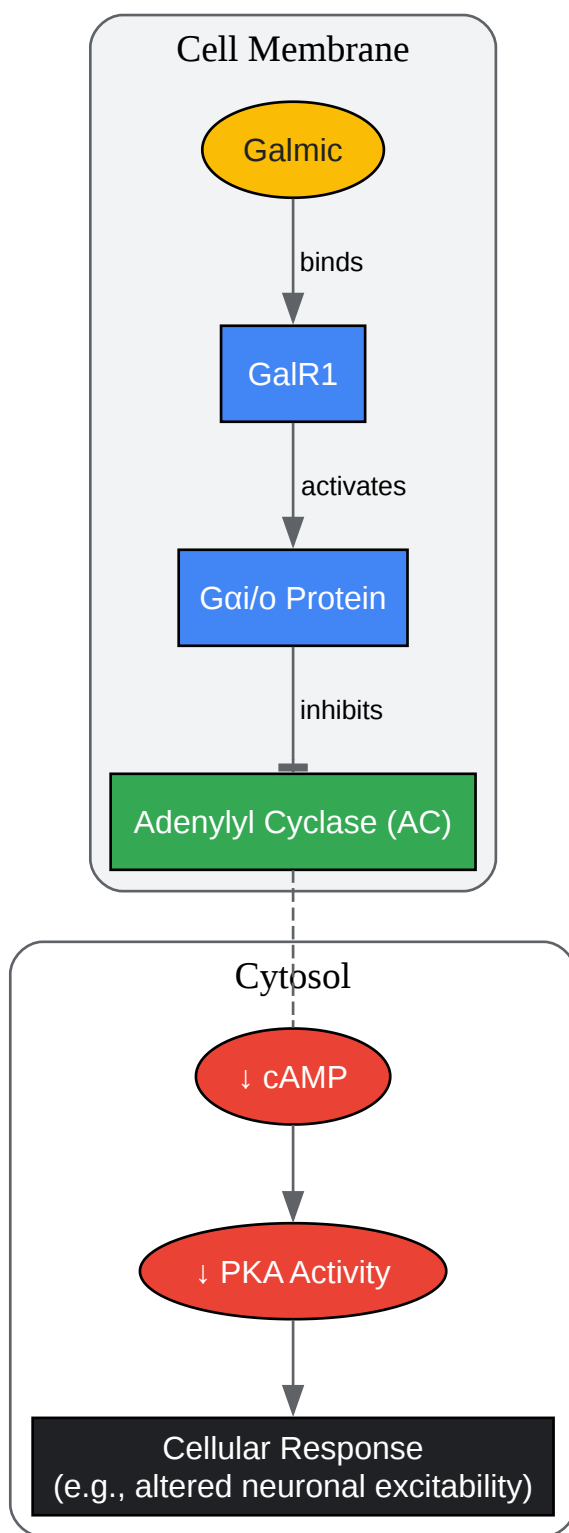 Cell Membrane
Galmic
binds
GalR1
activates
Gαi/o Protein
inhibits
Adenylyl Cyclase (AC)
Cytosol
↓ cAMP
↓ PKA Activity
Cellular Response
(e.g., altered neuronal excitability)